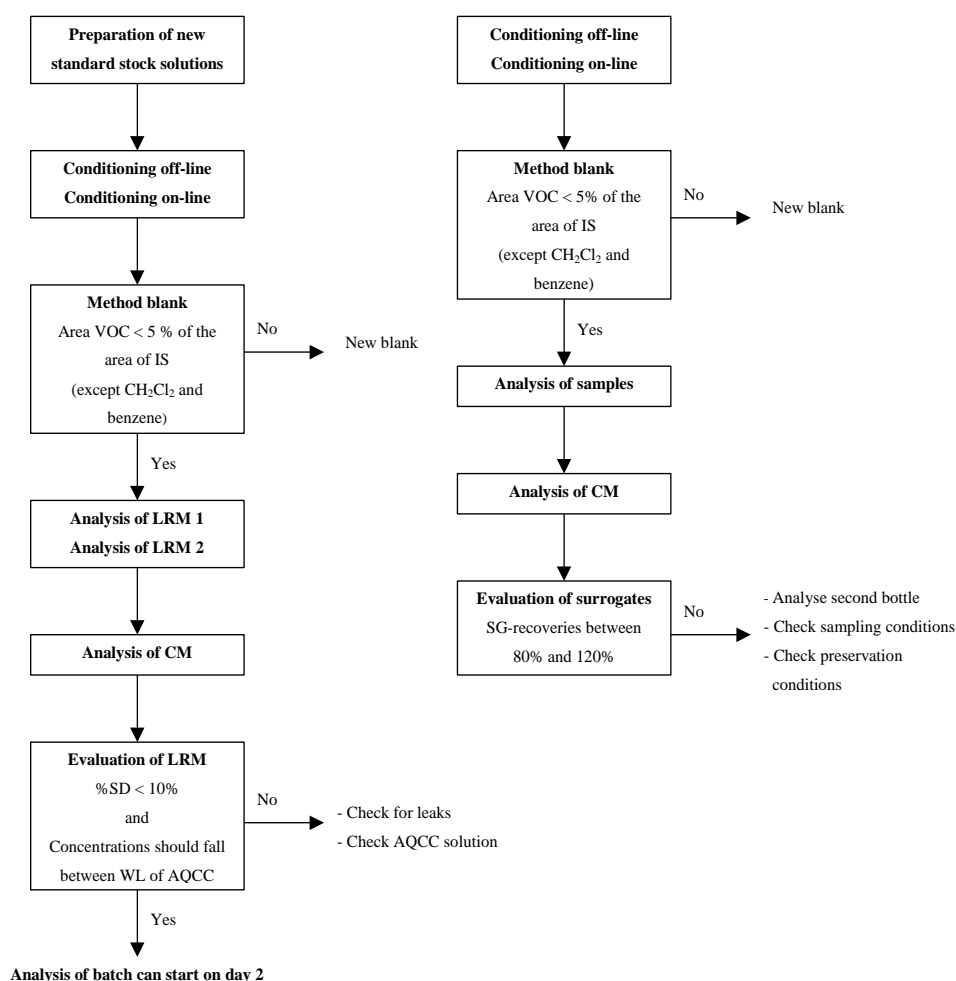 Preparation of new
standard stock solutions
Conditioning off-line
Conditioning on-line
Method blank
Area VOC < 5 % of the
area of IS
(except CH₂Cl₂ and
benzene)
No
New blank
Yes
Analysis of LRM 1
Analysis of LRM 2
Analysis of CM
Evaluation of LRM
%SD < 10%
and
Concentrations should fall
between WL of AQCC
No
- Check for leaks
- Check AQCC solution
Yes
Analysis of batch can start on day 2
Conditioning off-line
Conditioning on-line
Method blank
Area VOC < 5% of the
area of IS
(except CH₂Cl₂ and
benzene)
No
New blank
Yes
Analysis of samples
Analysis of CM
Evaluation of surrogates
SG-recoveries between
80% and 120%
No
- Analyse second bottle
- Check sampling conditions
- Check preservation
conditions